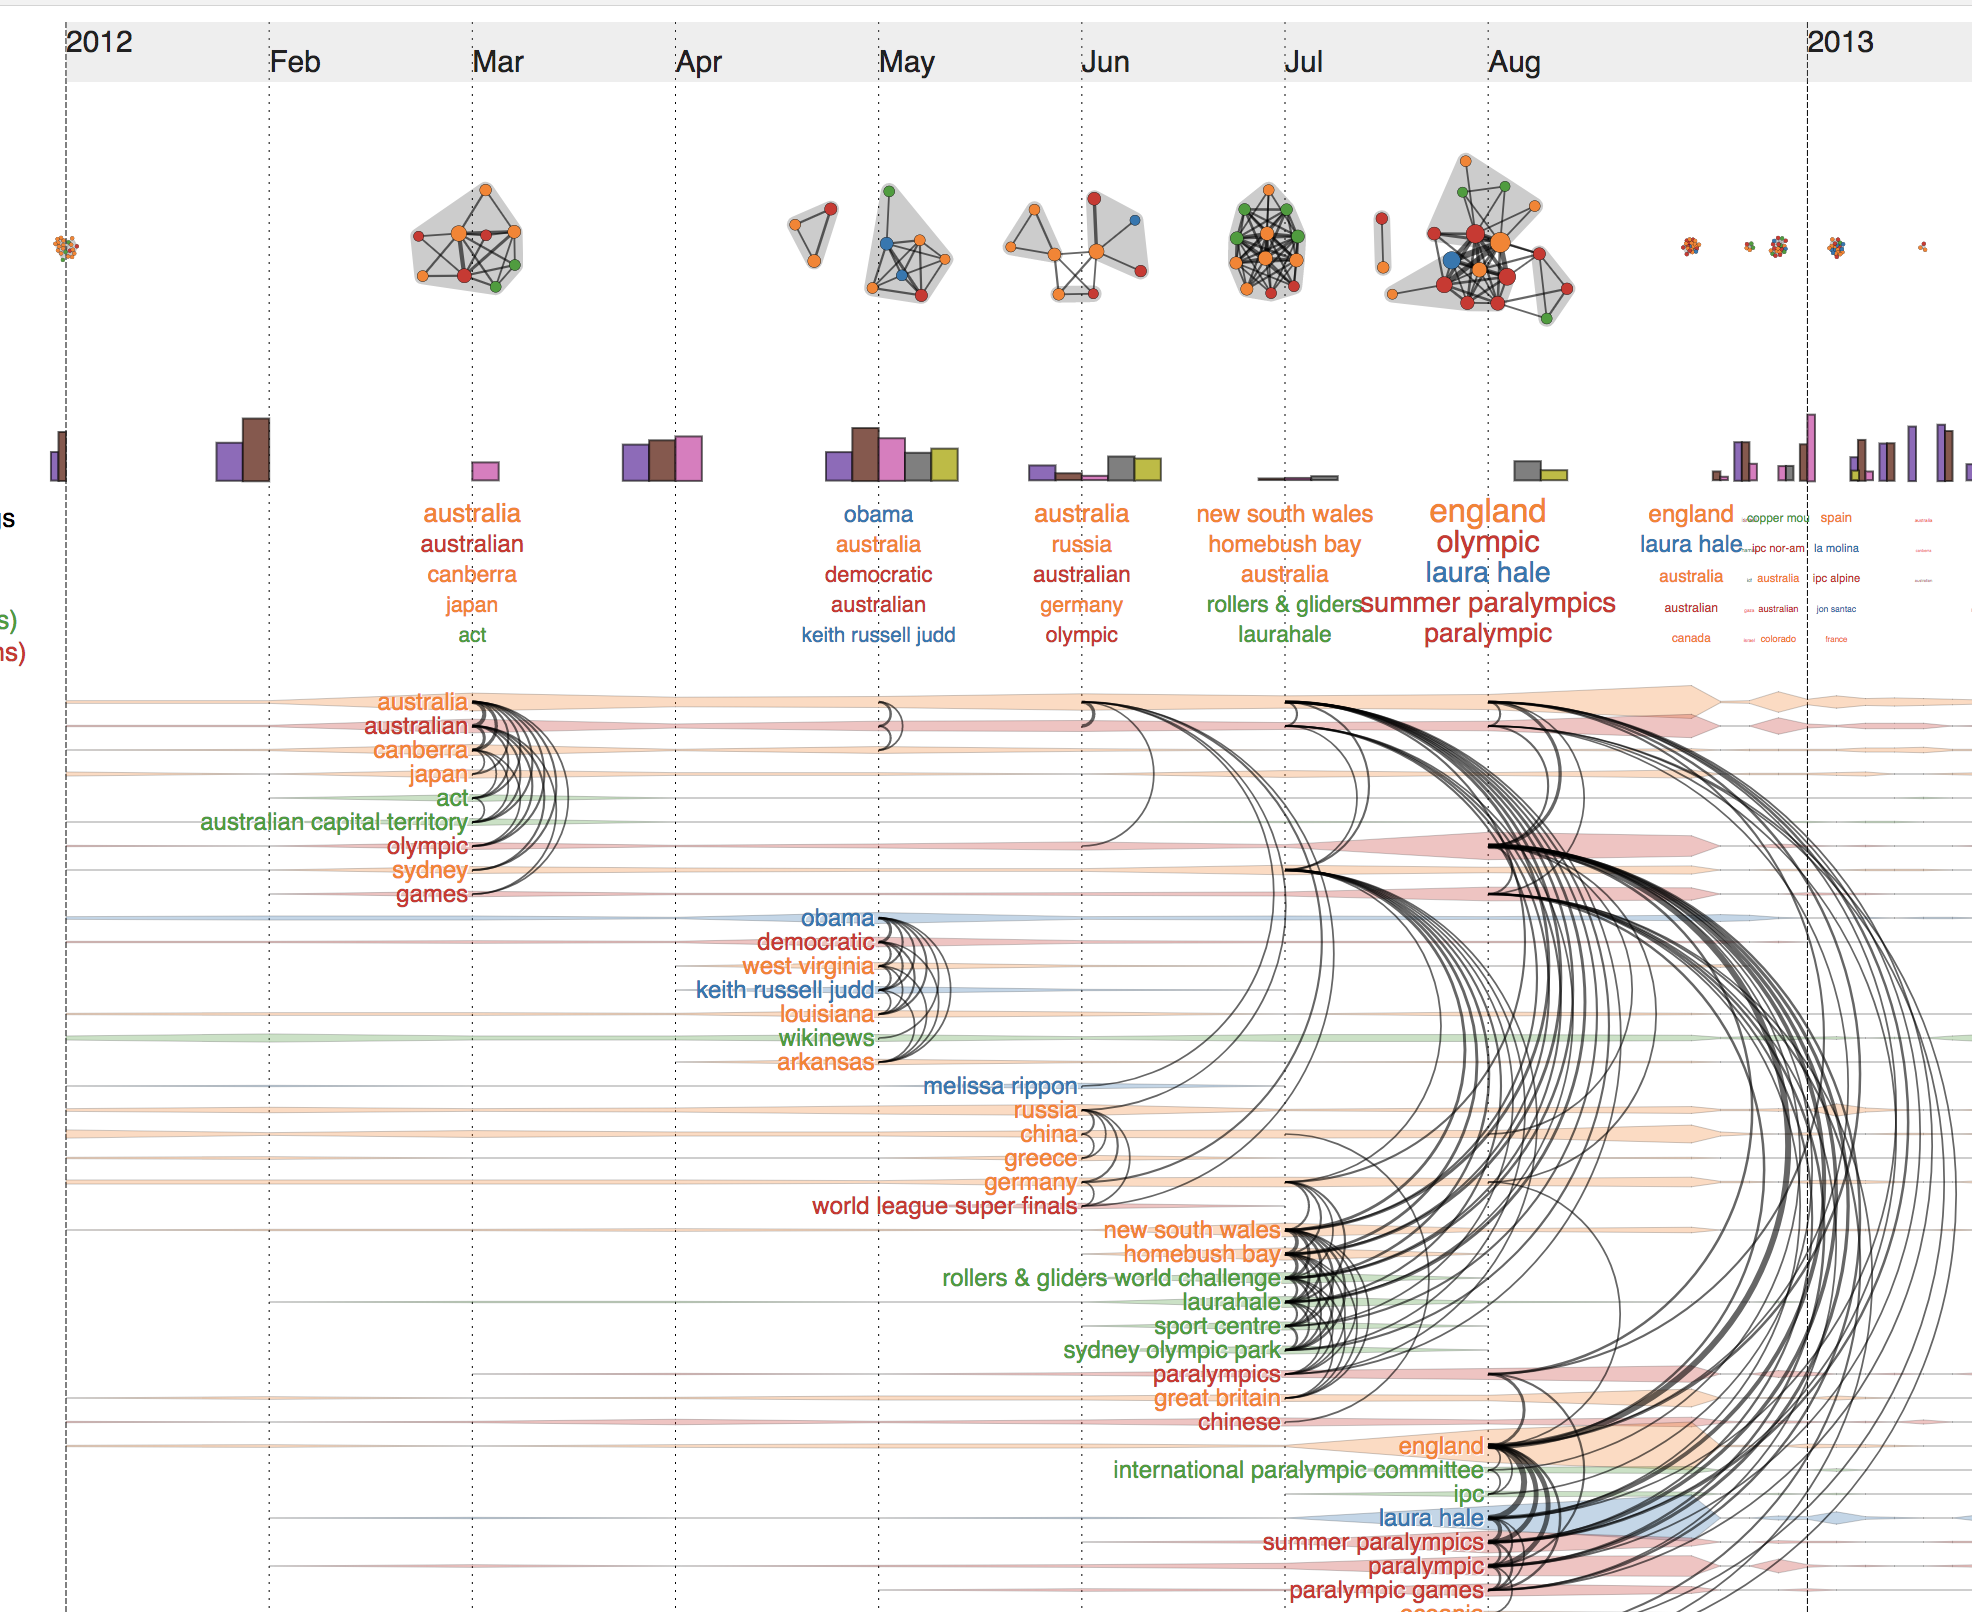 2012
2013
Feb
Mar
Apr
May
Jun
Jul
Aug
gs
s)
ns)
australia
australian
canberra
japan
act
obama
australia
democratic
australian
keith russell judd
australia
russia
australian
germany
olympic
new south wales
homebush bay
australia
rollers & gliders
laurahale
england
olympic
laura hale
summer paralympics
paralympic
england
laura hale
australia
australian
canada
copper mou
ipc nor-am
australia
australian
colorado
spain
la molina
ipc alpine
jon santac
france
australia
australian
canberra
japan
act
australian capital territory
olympic
sydney
games
obama
democratic
west virginia
keith russell judd
louisiana
wikinews
arkansas
melissa rippon
russia
china
greece
germany
world league super finals
new south wales
homebush bay
rollers & gliders world challenge
laurahale
sport centre
sydney olympic park
paralympics
great britain
chinese
england
international paralympic committee
ipc
laura hale
summer paralympics
paralympic
paralympic games